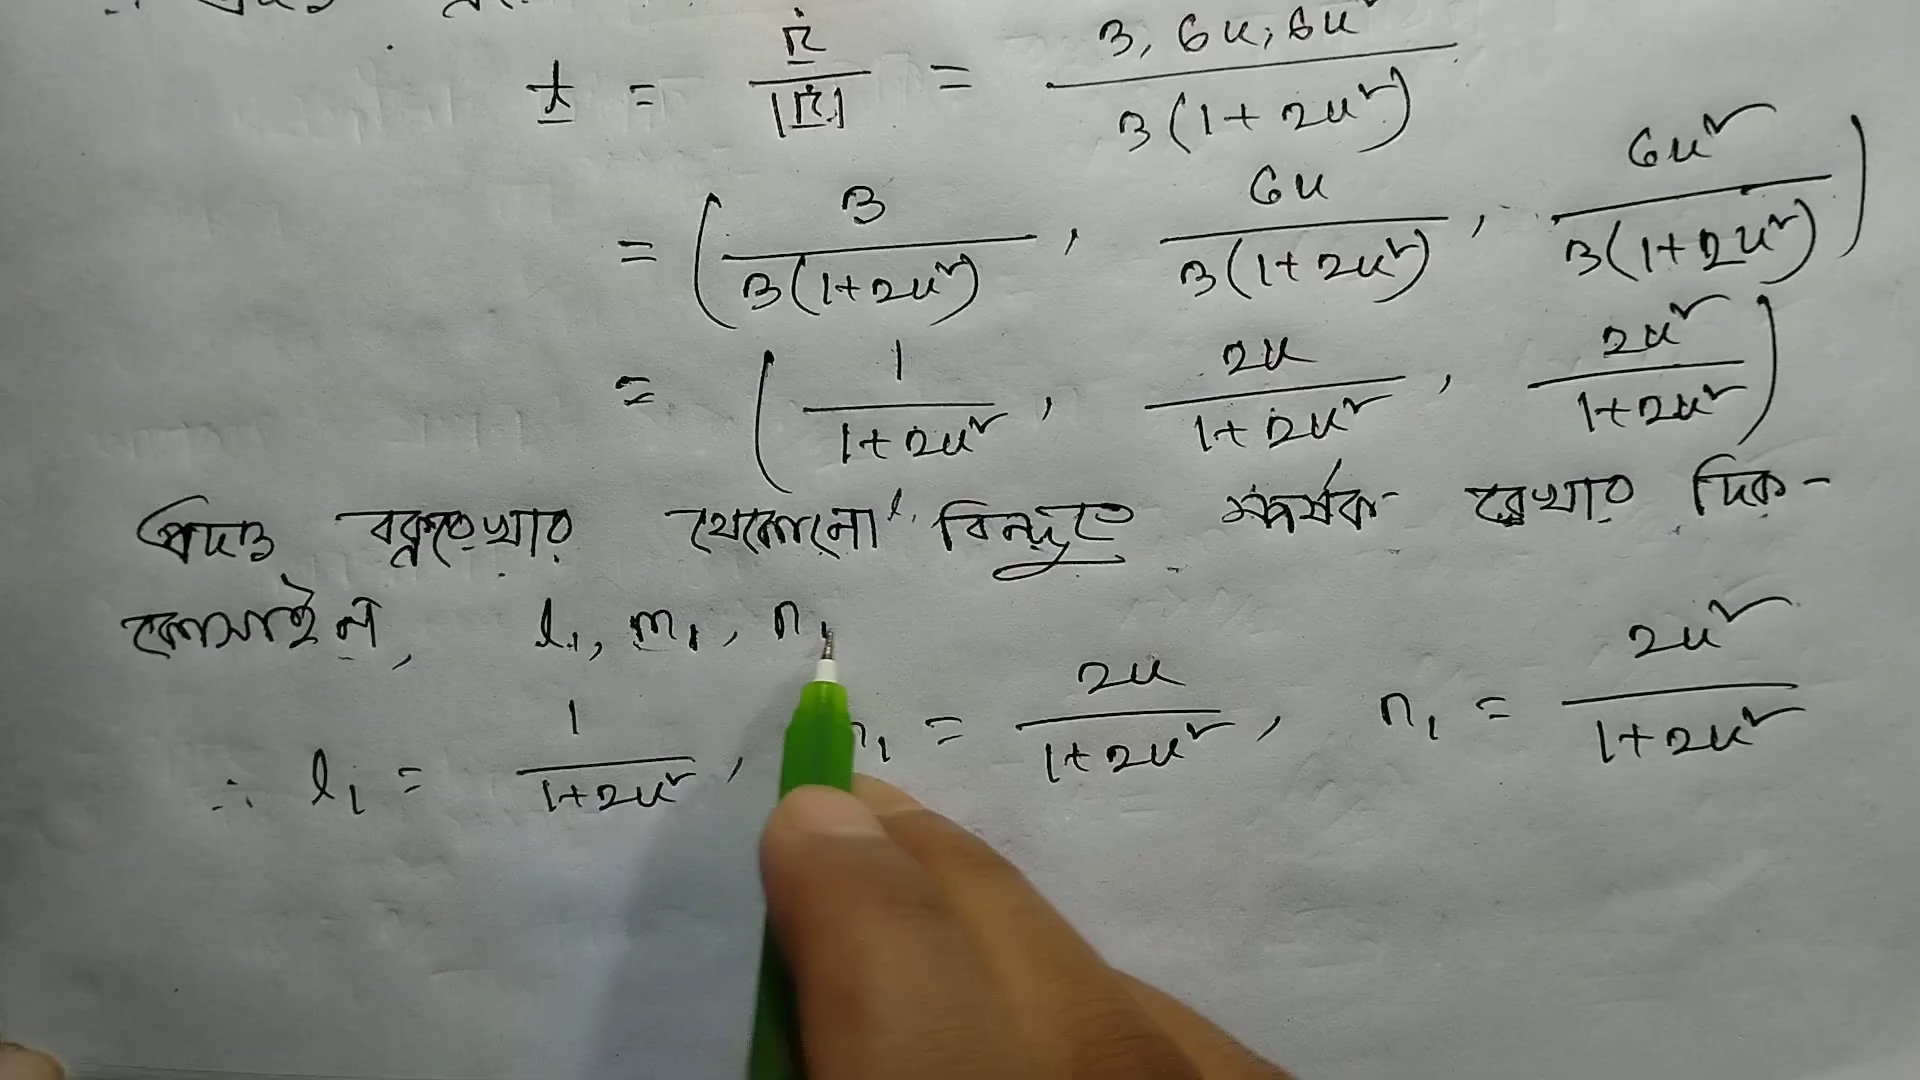 t = ṙ / |ṙ| = 3, 6u, 6u² / 3(1+2u²)
= ( 3 / 3(1+2u²) , 6u / 3(1+2u²) , 6u² / 3(1+2u²) )
= ( 1 / 1+2u² , 2u / 1+2u² , 2u² / 1+2u² )
প্রদত্ত বক্ররেখার যেকোনো বিন্দুতে স্পর্শক রেখার দিক-
কোসাইন, l₁, m₁, n₁
∴ l₁ = 1 / 1+2u² , m₁ = 2u / 1+2u² , n₁ = 2u² / 1+2u²